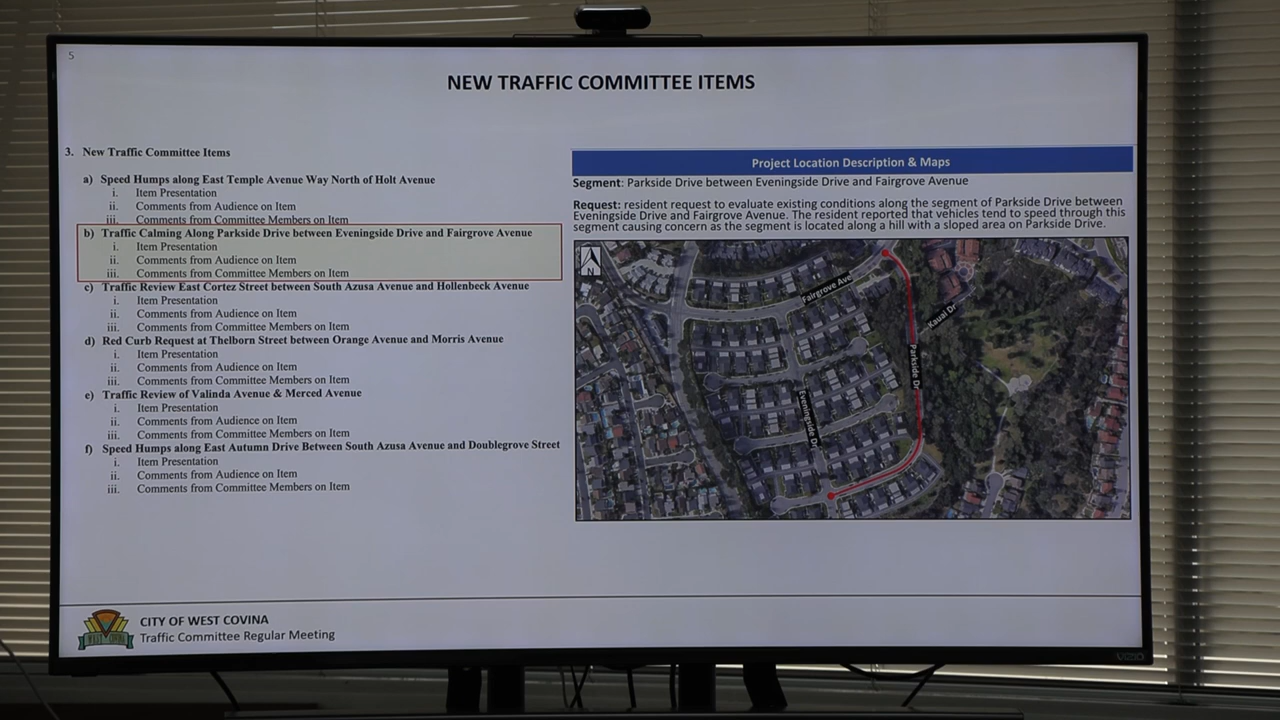 5
NEW TRAFFIC COMMITTEE ITEMS
3. New Traffic Committee Items
a) Speed Humps along East Temple Avenue Way North of Holt Avenue
i. Item Presentation
ii. Comments from Audience on Item
iii. Comments from Committee Members on Item
b) Traffic Calming Along Parkside Drive between Eveningside Drive and Fairgrove Avenue
i. Item Presentation
ii. Comments from Audience on Item
iii. Comments from Committee Members on Item
c) Traffic Review East Cortez Street between South Azusa Avenue and Hollenbeck Avenue
i. Item Presentation
ii. Comments from Audience on Item
iii. Comments from Committee Members on Item
d) Red Curb Request at Thelborn Street between Orange Avenue and Morris Avenue
i. Item Presentation
ii. Comments from Audience on Item
iii. Comments from Committee Members on Item
e) Traffic Review of Valinda Avenue & Merced Avenue
i. Item Presentation
ii. Comments from Audience on Item
iii. Comments from Committee Members on Item
f) Speed Humps along East Autumn Drive Between South Azusa Avenue and Doublegrove Street
i. Item Presentation
ii. Comments from Audience on Item
iii. Comments from Committee Members on Item
Project Location Description & Maps
Segment: Parkside Drive between Eveningside Drive and Fairgrove Avenue
Request: resident request to evaluate existing conditions along the segment of Parkside Drive between
Eveningside Drive and Fairgrove Avenue. The resident reported that vehicles tend to speed through this
segment causing concern as the segment is located along a hill with a sloped area on Parkside Drive.
N
Fairgrove Ave
Kauai Dr
Parkside Dr
Eveningside Dr
WEST COVINA
CITY OF WEST COVINA
Traffic Committee Regular Meeting
VIZIO